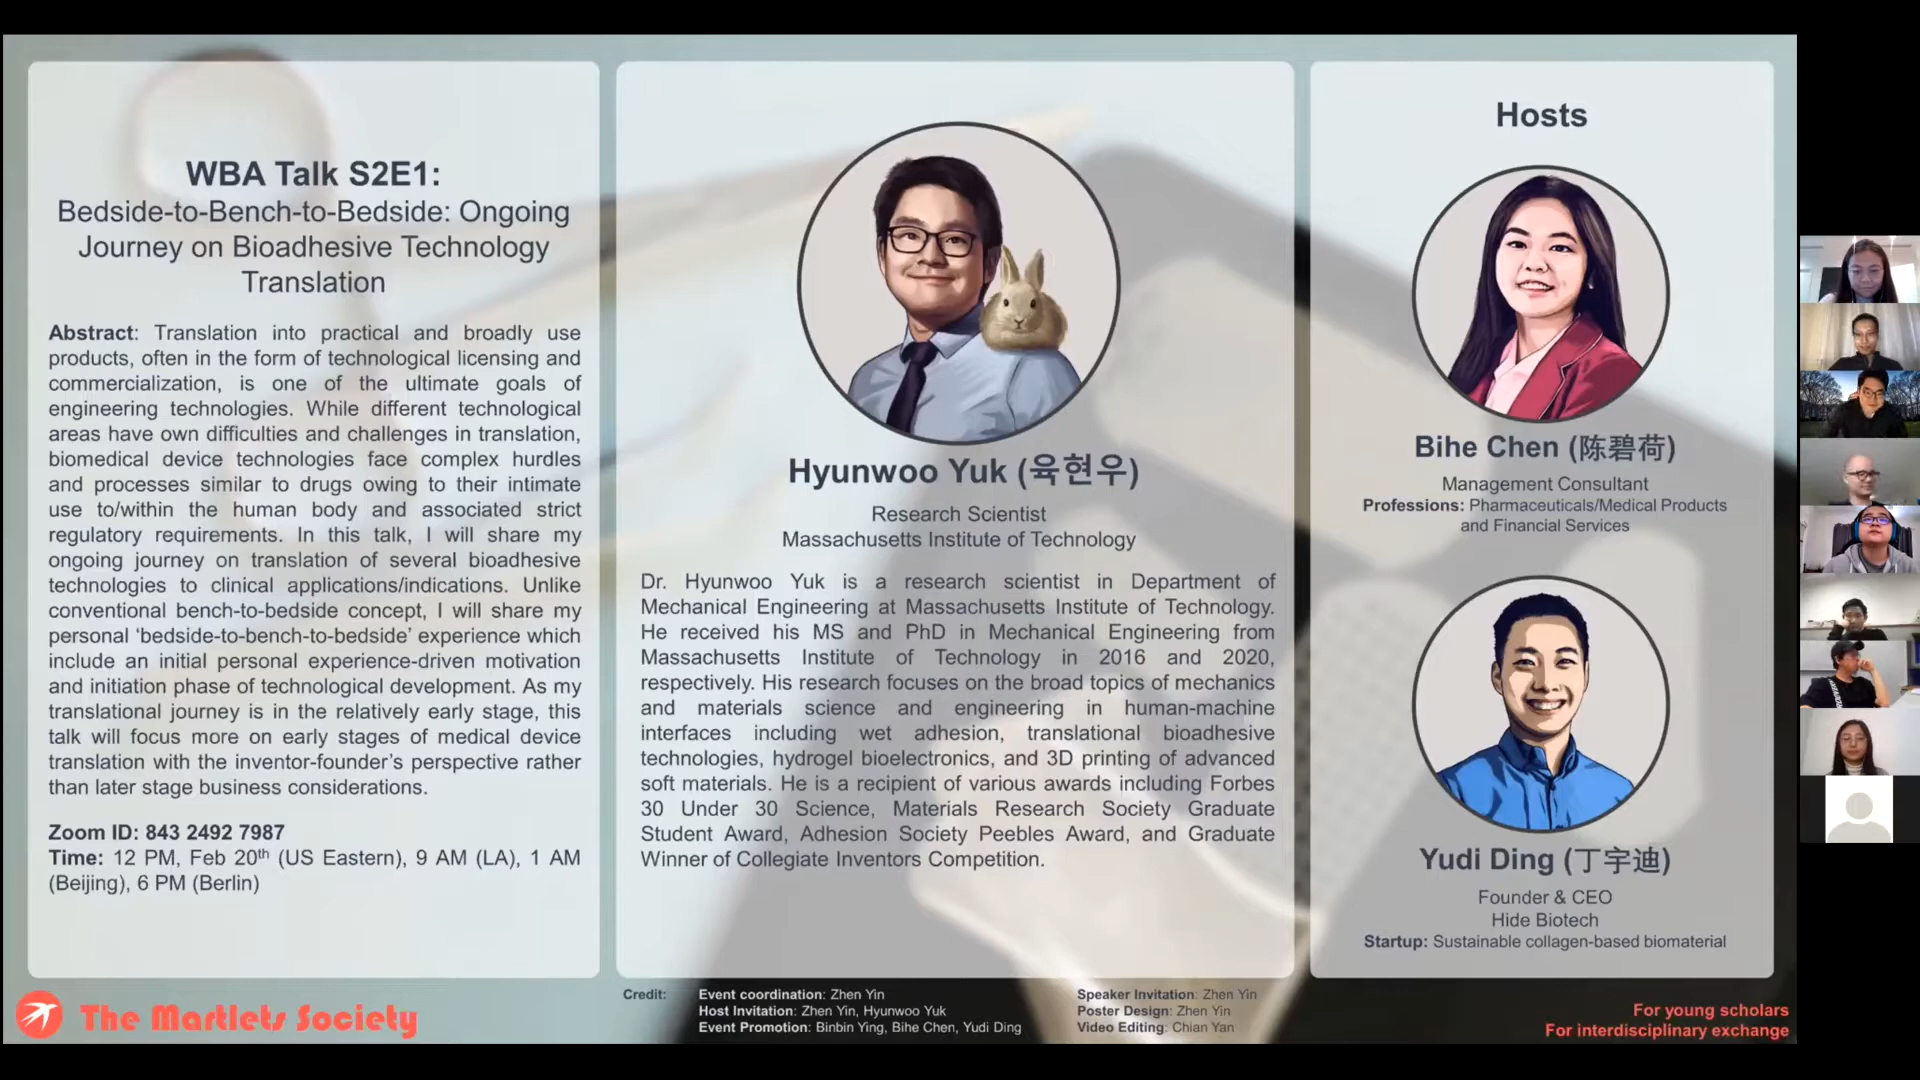 WBA Talk S2E1:
Bedside-to-Bench-to-Bedside: Ongoing
Journey on Bioadhesive Technology
Translation
Abstract: Translation into practical and broadly use
products, often in the form of technological licensing and
commercialization, is one of the ultimate goals of
engineering technologies. While different technological
areas have own difficulties and challenges in translation,
biomedical device technologies face complex hurdles
and processes similar to drugs owing to their intimate
use to/within the human body and associated strict
regulatory requirements. In this talk, I will share my
ongoing journey on translation of several bioadhesive
technologies to clinical applications/indications. Unlike
conventional bench-to-bedside concept, I will share my
personal ‘bedside-to-bench-to-bedside’ experience which
include an initial personal experience-driven motivation
and initiation phase of technological development. As my
translational journey is in the relatively early stage, this
talk will focus more on early stages of medical device
translation with the inventor-founder’s perspective rather
than later stage business considerations.
Zoom ID: 843 2492 7987
Time: 12 PM, Feb 20th (US Eastern), 9 AM (LA), 1 AM
(Beijing), 6 PM (Berlin)
Hyunwoo Yuk (육현우)
Research Scientist
Massachusetts Institute of Technology
Dr. Hyunwoo Yuk is a research scientist in Department of
Mechanical Engineering at Massachusetts Institute of Technology.
He received his MS and PhD in Mechanical Engineering from
Massachusetts Institute of Technology in 2016 and 2020,
respectively. His research focuses on the broad topics of mechanics
and materials science and engineering in human-machine
interfaces including wet adhesion, translational bioadhesive
technologies, hydrogel bioelectronics, and 3D printing of advanced
soft materials. He is a recipient of various awards including Forbes
30 Under 30 Science, Materials Research Society Graduate
Student Award, Adhesion Society Peebles Award, and Graduate
Winner of Collegiate Inventors Competition.
Hosts
Bihe Chen (陈碧荷)
Management Consultant
Professions: Pharmaceuticals/Medical Products
and Financial Services
Yudi Ding (丁宇迪)
Founder & CEO
Hide Biotech
Startup: Sustainable collagen-based biomaterial
The Martlets Society
Credit:
Event coordination: Zhen Yin
Host Invitation: Zhen Yin, Hyunwoo Yuk
Event Promotion: Binbin Ying, Bihe Chen, Yudi Ding
Speaker Invitation: Zhen Yin
Poster Design: Zhen Yin
Video Editing: Chian Yan
For young scholars
For interdisciplinary exchange